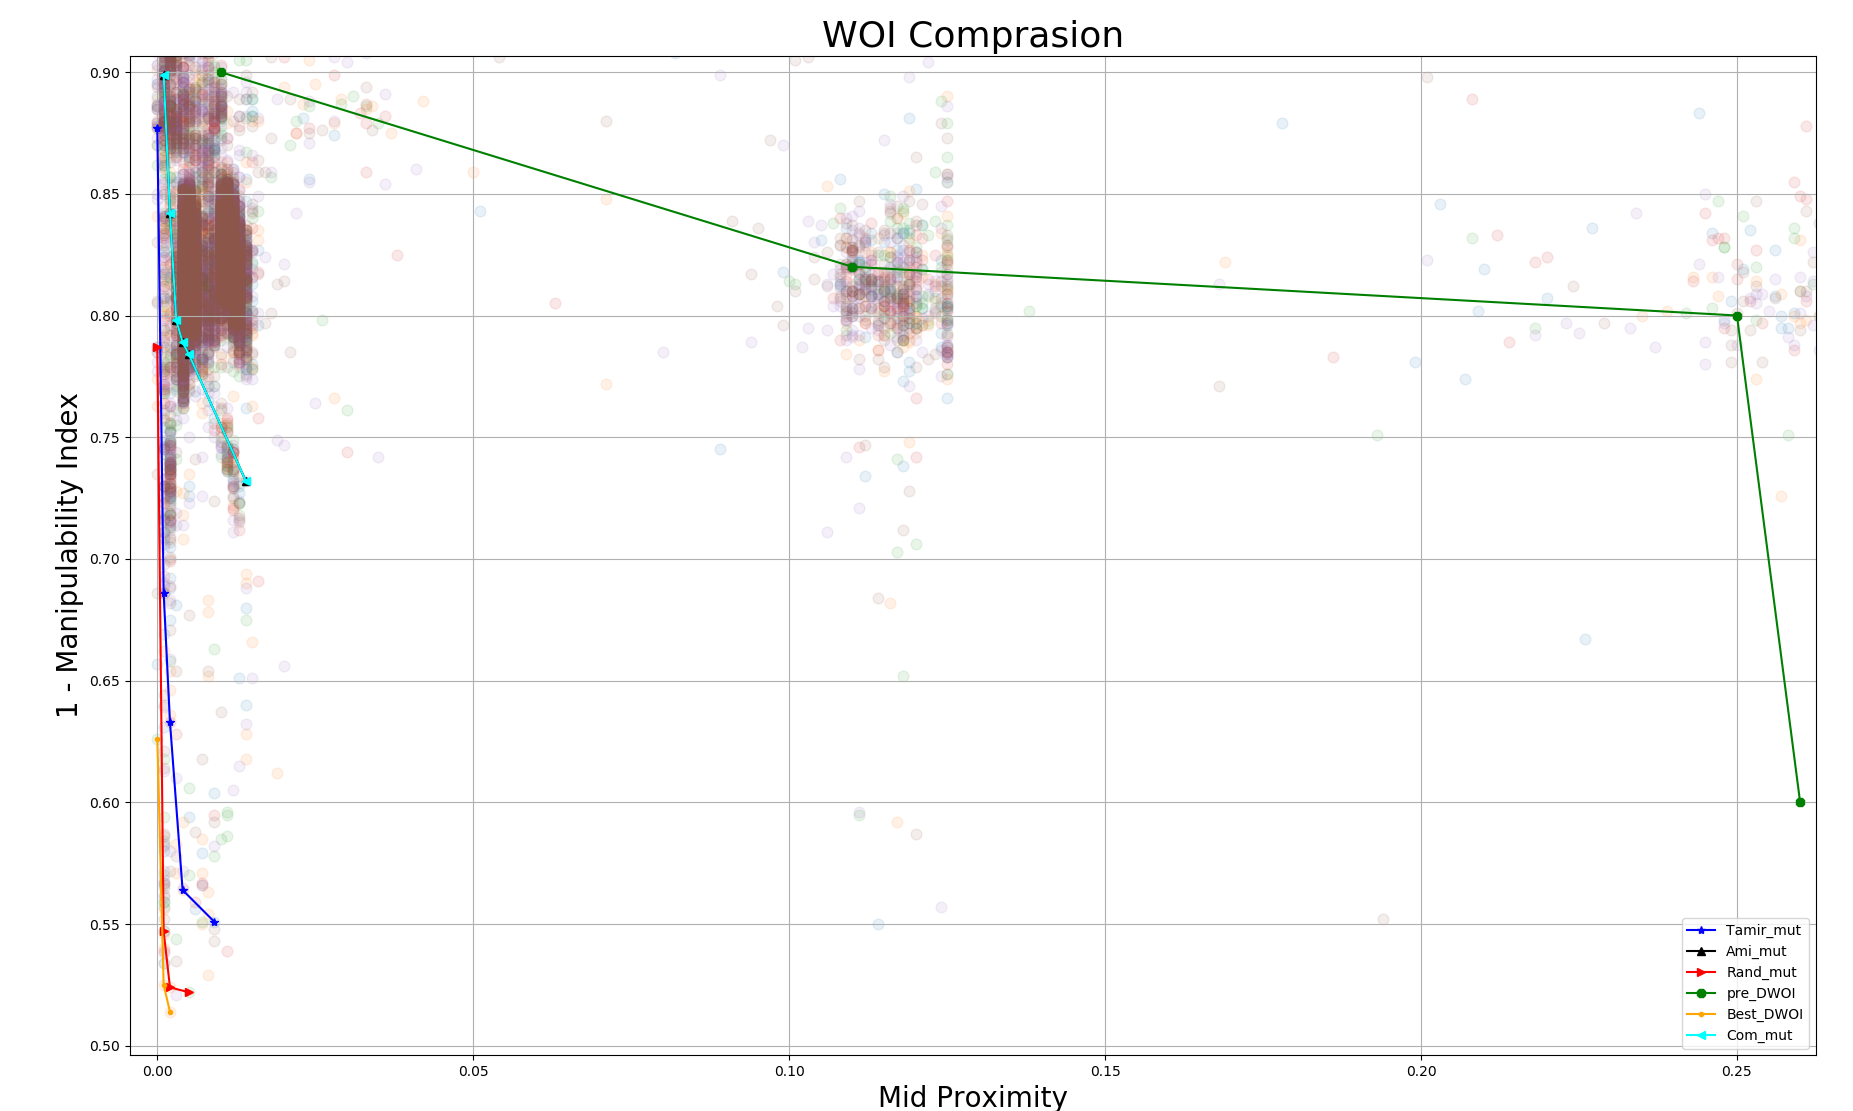 WOI Comprasion
1 - Manipulability Index
0.90
0.85
0.80
0.75
0.70
0.65
0.60
0.55
0.50
0.00
0.05
0.10
0.15
0.20
0.25
Mid Proximity
Tamir_mut
Ami_mut
Rand_mut
pre_DWOI
Best_DWOI
Com_mut